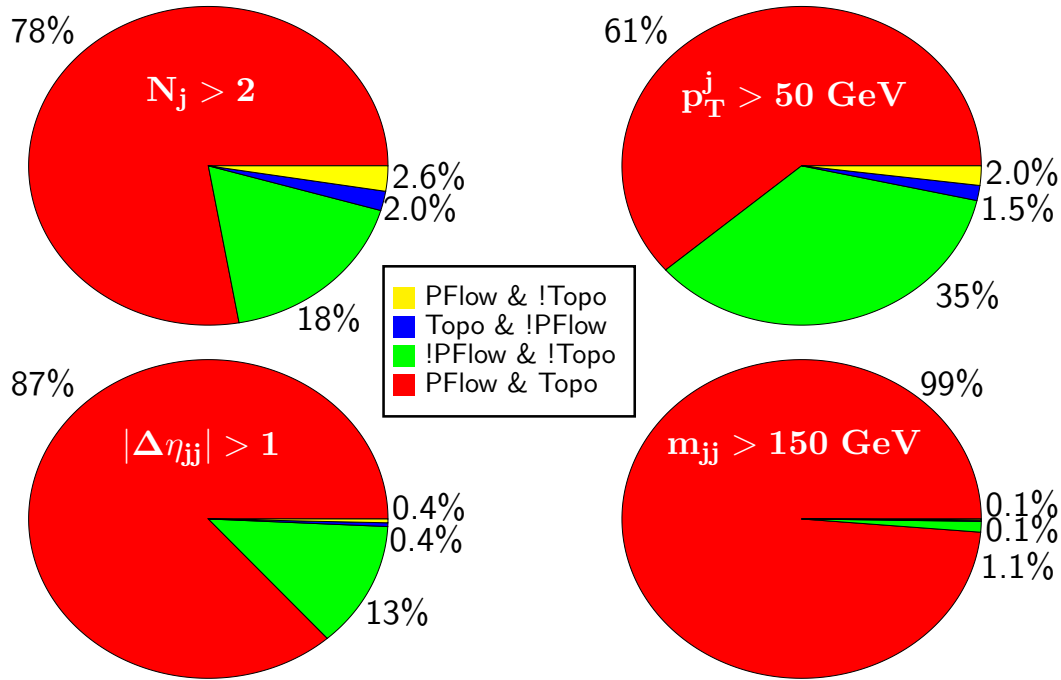 78%
N_j > 2
2.6%
2.0%
18%
61%
p_T^j > 50 GeV
2.0%
1.5%
35%
PFlow & !Topo
Topo & !PFlow
!PFlow & !Topo
PFlow & Topo
87%
|Δη_jj| > 1
0.4%
0.4%
13%
99%
m_jj > 150 GeV
0.1%
0.1%
1.1%